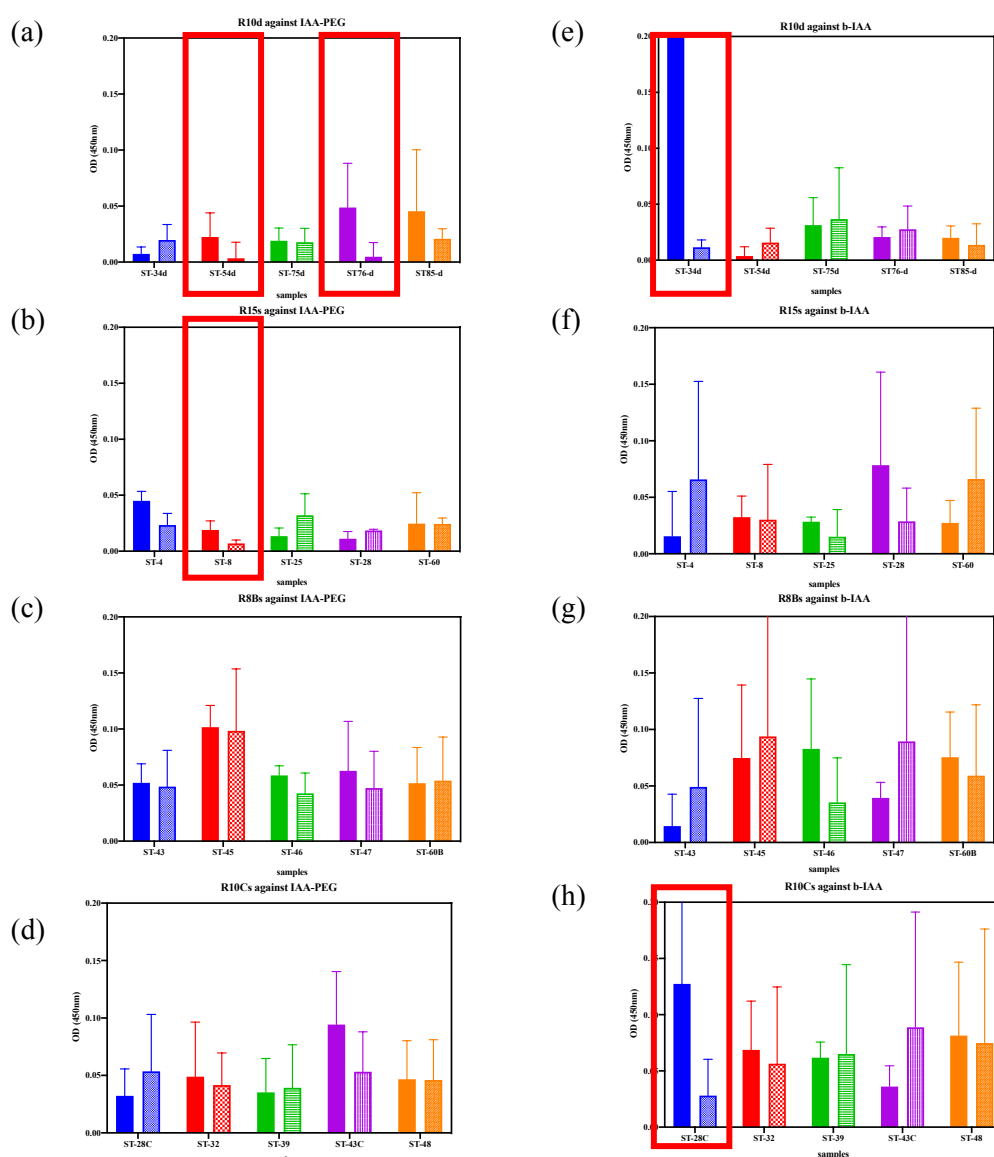 (a)
R10d against IAA-PEG
0.20
0.15
0.10
0.05
0.00
OD (450nm)
ST-34d ST-54d ST-75d ST76-d ST85-d
samples
(e)
R10d against b-IAA
0.20
0.15
0.10
0.05
0.00
OD (450nm)
ST-34d ST-54d ST-75d ST76-d ST85-d
samples
(b)
R15s against IAA-PEG
0.20
0.15
0.10
0.05
0.00
OD (450nm)
ST-4 ST-8 ST-25 ST-28 ST-60
samples
(f)
R15s against b-IAA
0.20
0.15
0.10
0.05
0.00
OD (450nm)
ST-4 ST-8 ST-25 ST-28 ST-60
samples
(c)
R8Bs against IAA-PEG
0.20
0.15
0.10
0.05
0.00
OD (450nm)
ST-43 ST-45 ST-46 ST-47 ST-60B
samples
(g)
R8Bs against b-IAA
0.20
0.15
0.10
0.05
0.00
OD (450nm)
ST-43 ST-45 ST-46 ST-47 ST-60B
samples
(d)
R10Cs against IAA-PEG
0.20
0.15
0.10
0.05
0.00
OD (450nm)
ST-28C ST-32 ST-39 ST-43C ST-48
(h)
R10Cs against b-IAA
OD (450nm)
ST-28C ST-32 ST-39 ST-43C ST-48
samples